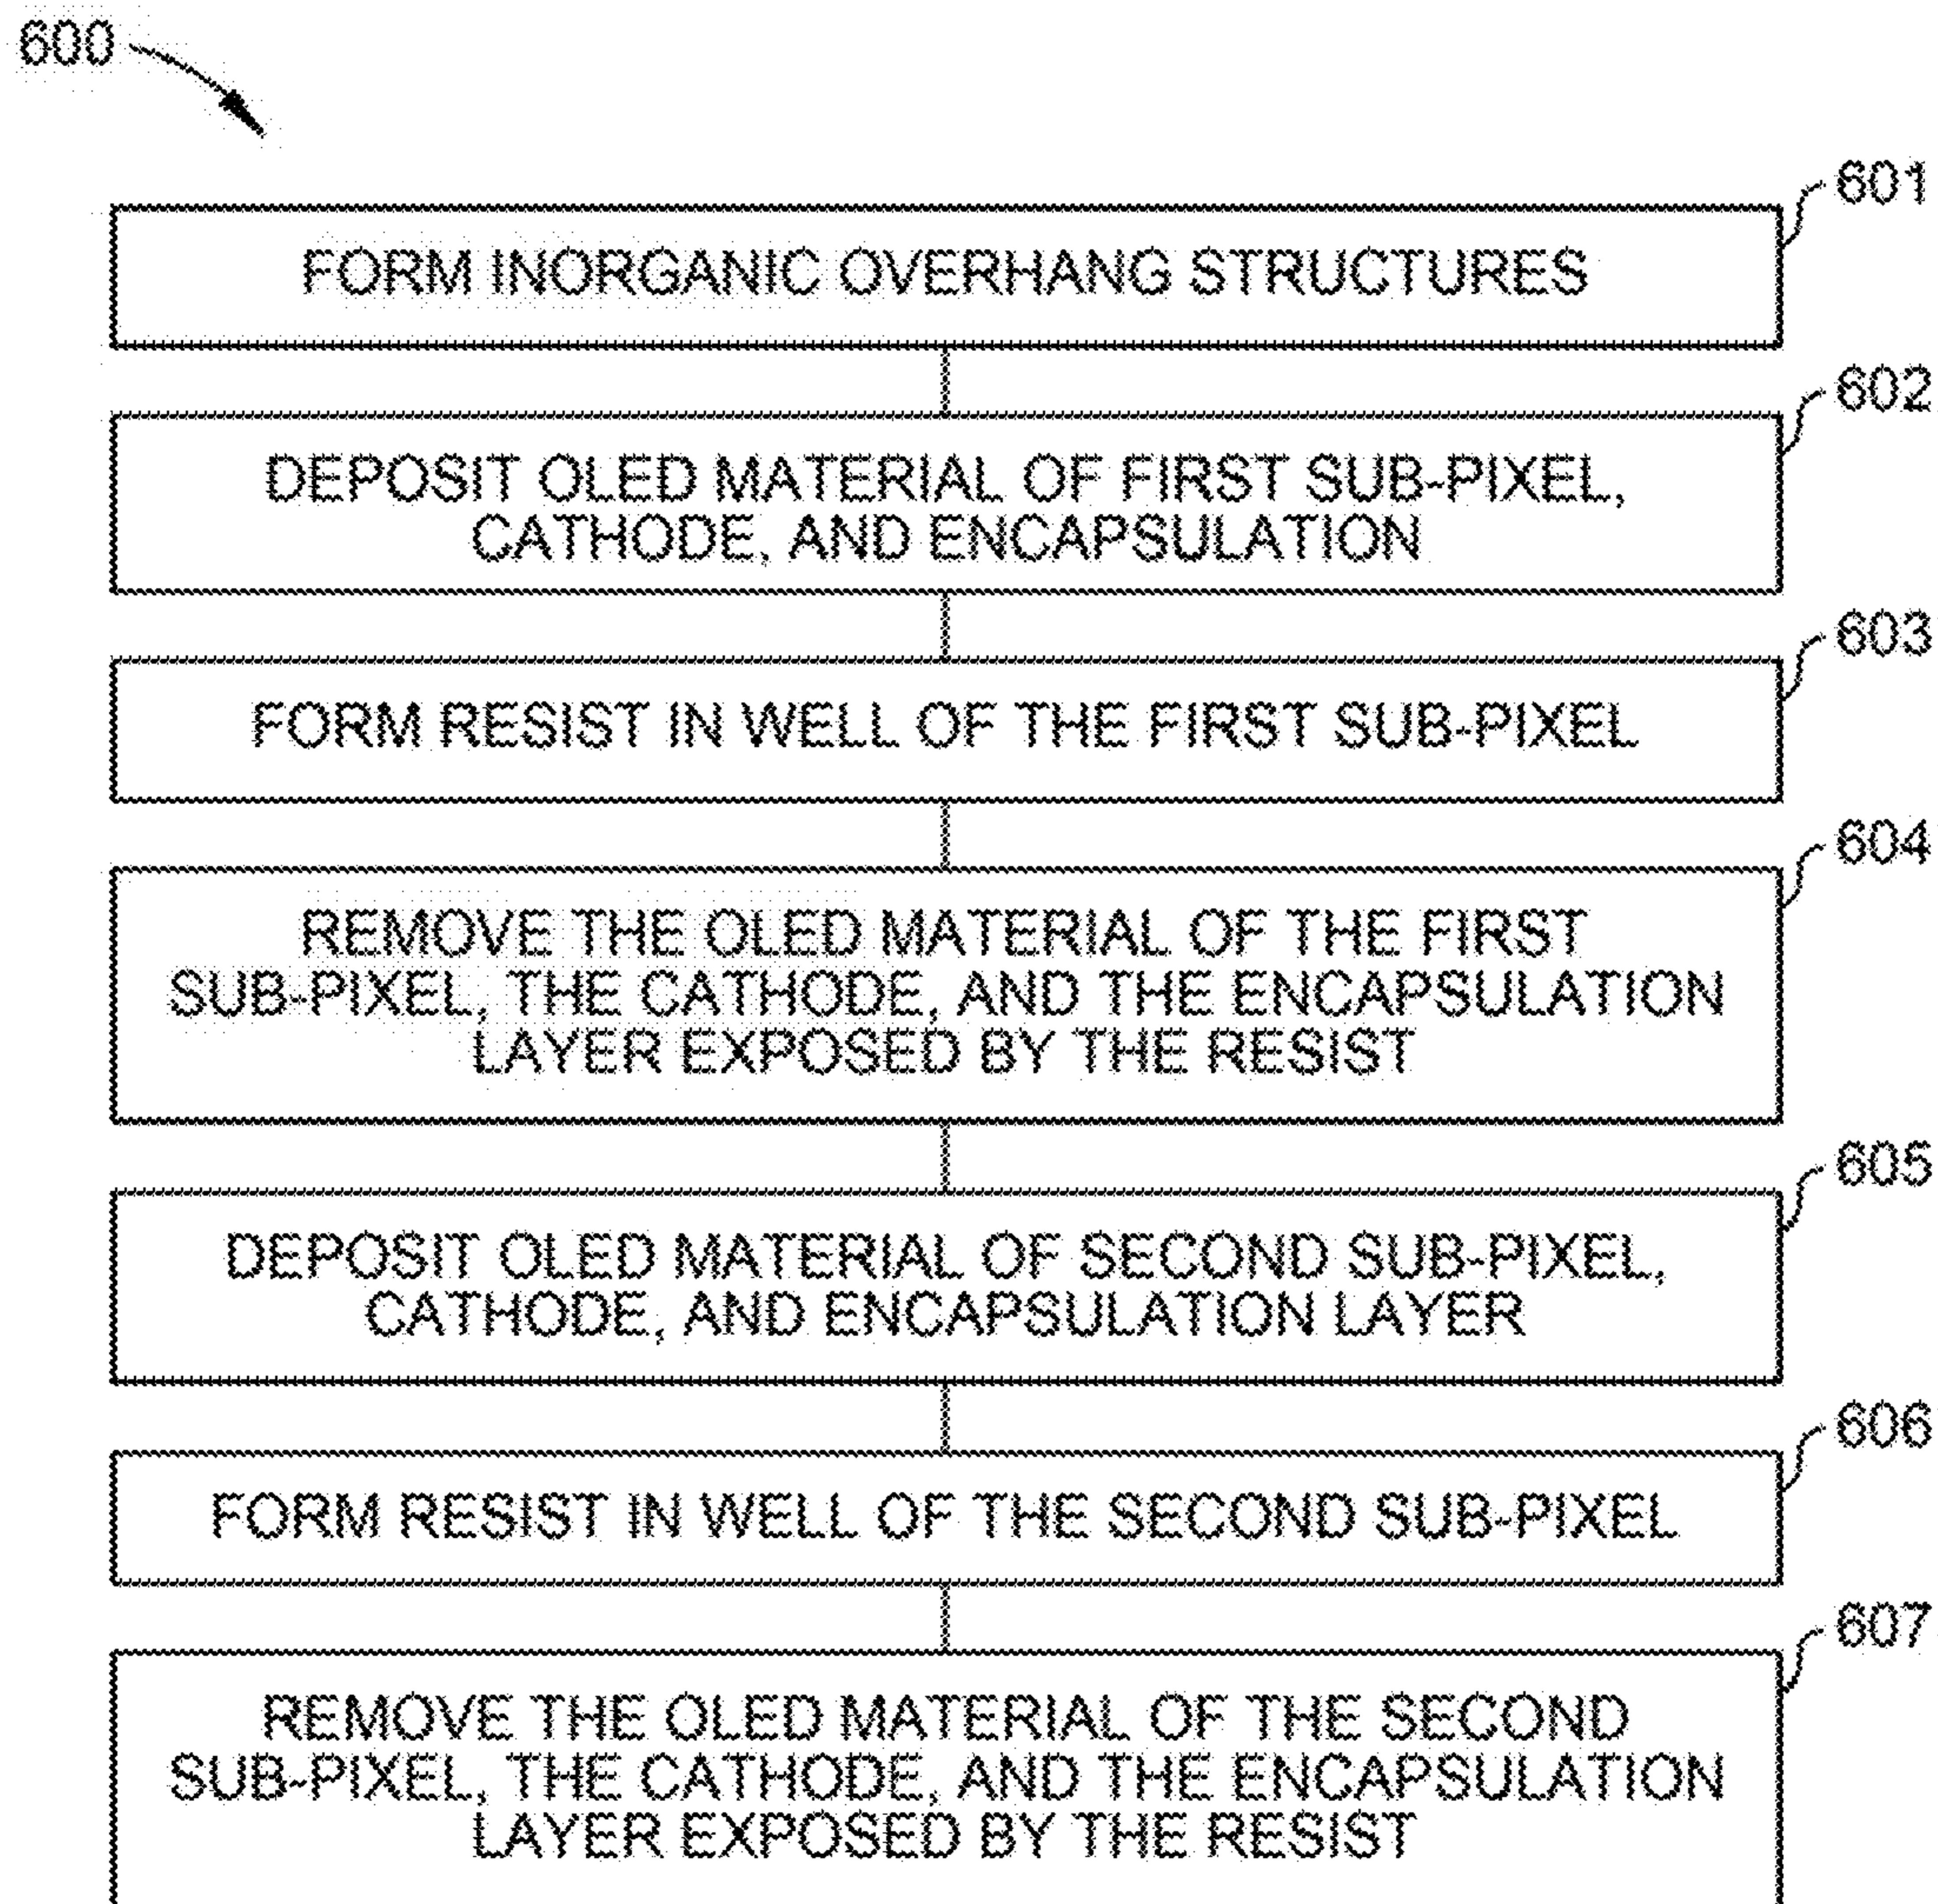 600
601
FORM INORGANIC OVERHANG STRUCTURES
602
DEPOSIT OLED MATERIAL OF FIRST SUB-PIXEL,
CATHODE, AND ENCAPSULATION
603
FORM RESIST IN WELL OF THE FIRST SUB-PIXEL
604
REMOVE THE OLED MATERIAL OF THE FIRST
SUB-PIXEL, THE CATHODE, AND THE ENCAPSULATION
LAYER EXPOSED BY THE RESIST
605
DEPOSIT OLED MATERIAL OF SECOND SUB-PIXEL,
CATHODE, AND ENCAPSULATION LAYER
606
FORM RESIST IN WELL OF THE SECOND SUB-PIXEL
607
REMOVE THE OLED MATERIAL OF THE SECOND
SUB-PIXEL, THE CATHODE, AND THE ENCAPSULATION
LAYER EXPOSED BY THE RESIST